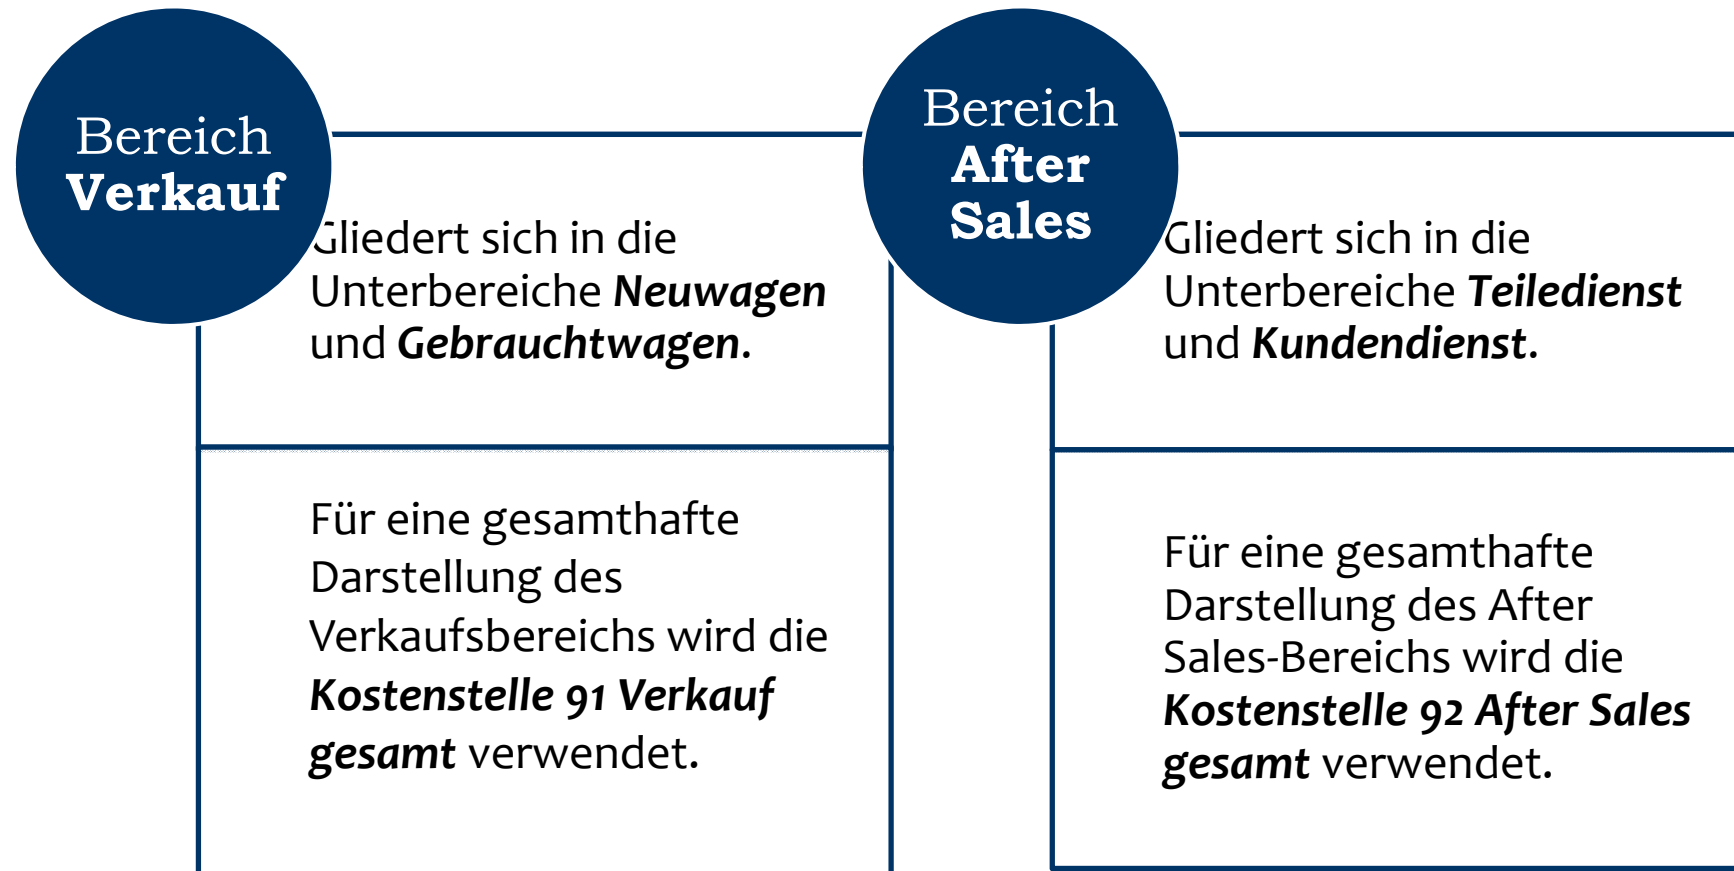 Bereich
Verkauf
Gliedert sich in die
Unterbereiche Neuwagen
und Gebrauchtwagen.
Für eine gesamthafte
Darstellung des
Verkaufsbereichs wird die
Kostenstelle 91 Verkauf
gesamt verwendet.
Bereich
After
Sales
Gliedert sich in die
Unterbereiche Teiledienst
und Kundendienst.
Für eine gesamthafte
Darstellung des After
Sales-Bereichs wird die
Kostenstelle 92 After Sales
gesamt verwendet.